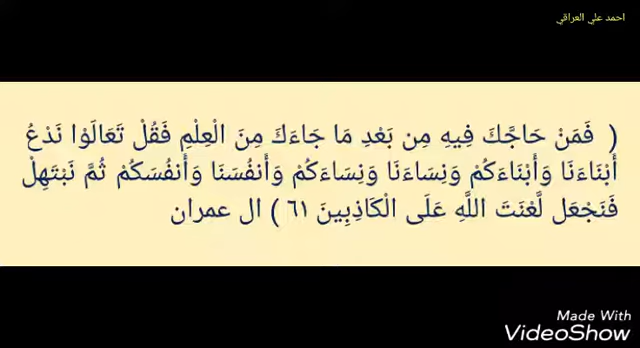 احمد علي العراقي
( فَمَنْ حَاجَّكَ فِيهِ مِن بَعْدِ مَا جَاءَكَ مِنَ الْعِلْمِ فَقُلْ تَعَالَوْا نَدْعُ
أَبْنَاءَنَا وَأَبْنَاءَكُمْ وَنِسَاءَنَا وَنِسَاءَكُمْ وَأَنفُسَنَا وَأَنفُسَكُمْ ثُمَّ نَبْتَهِلْ
فَنَجْعَل لَّعْنَتَ اللَّهِ عَلَى الْكَاذِبِينَ ٦١ ) ال عمران
Made With
VideoShow